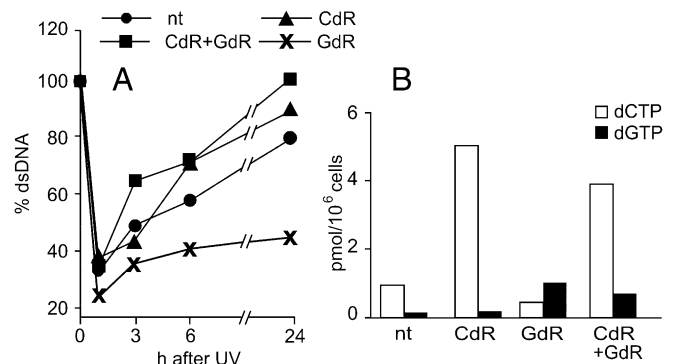 nt
CdR
CdR+GdR
GdR
A
% dsDNA
120
100
80
60
40
20
0
3
6
24
h after UV
B
dCTP
dGTP
pmol/10⁶ cells
6
4
2
0
nt
CdR
GdR
CdR
+GdR